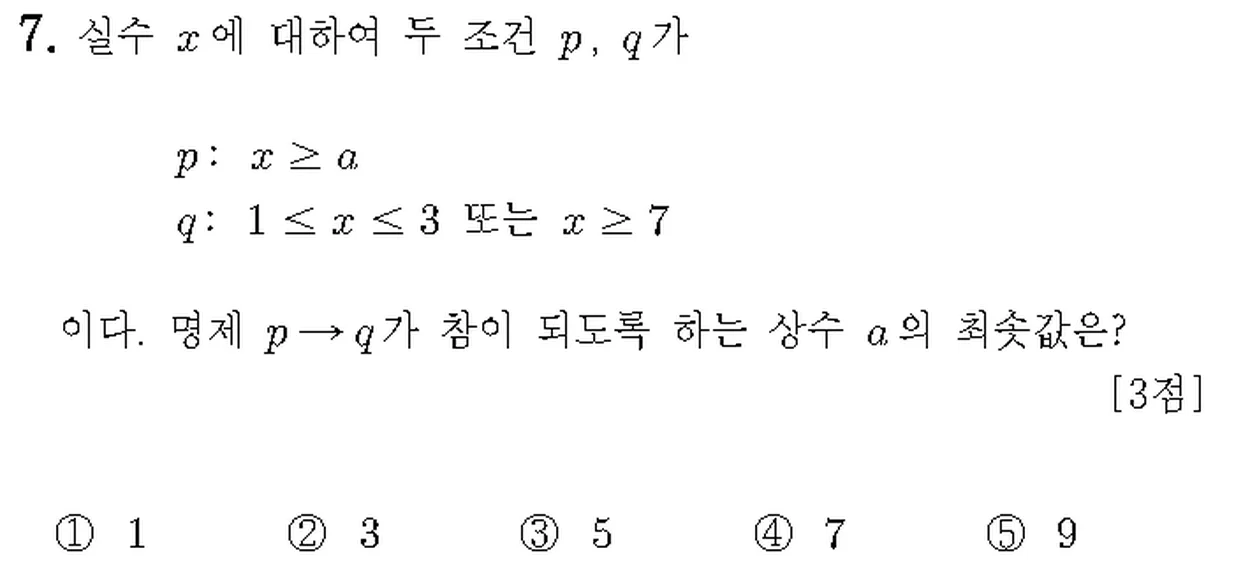 7. 실수 x에 대하여 두 조건 p, q가
p: x ≥ a
q: 1 ≤ x ≤ 3 또는 x ≥ 7
이다. 명제 p→q가 참이 되도록 하는 상수 a의 최솟값은?
[3점]
① 1 ② 3 ③ 5 ④ 7 ⑤ 9